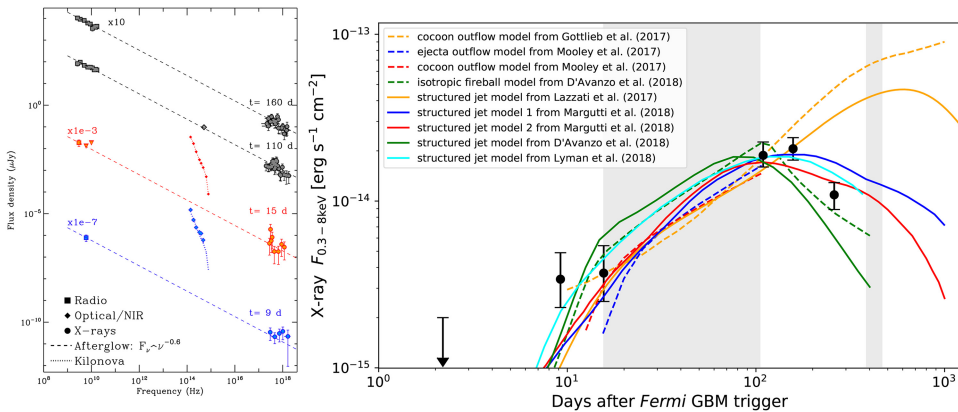 x10
t= 160 d
t= 110 d
x1e-3
t= 15 d
x1e-7
t= 9 d
Radio
Optical/NIR
X-rays
Afterglow: Fν∽ν^-0.6
Kilonova
10^0
10^-5
10^-10
Flux density (μJy)
10^8 10^10 10^12 10^14 10^16 10^18
Frequency (Hz)
cocoon outflow model from Gottlieb et al. (2017)
ejecta outflow model from Mooley et al. (2017)
cocoon outflow model from Mooley et al. (2017)
isotropic fireball model from D'Avanzo et al. (2018)
structured jet model from Lazzati et al. (2017)
structured jet model 1 from Margutti et al. (2018)
structured jet model 2 from Margutti et al. (2018)
structured jet model from D'Avanzo et al. (2018)
structured jet model from Lyman et al. (2018)
10^-13
10^-14
10^-15
X-ray F0.3−8keV [erg s^-1 cm^-2]
10^0 10^1 10^2 10^3
Days after Fermi GBM trigger